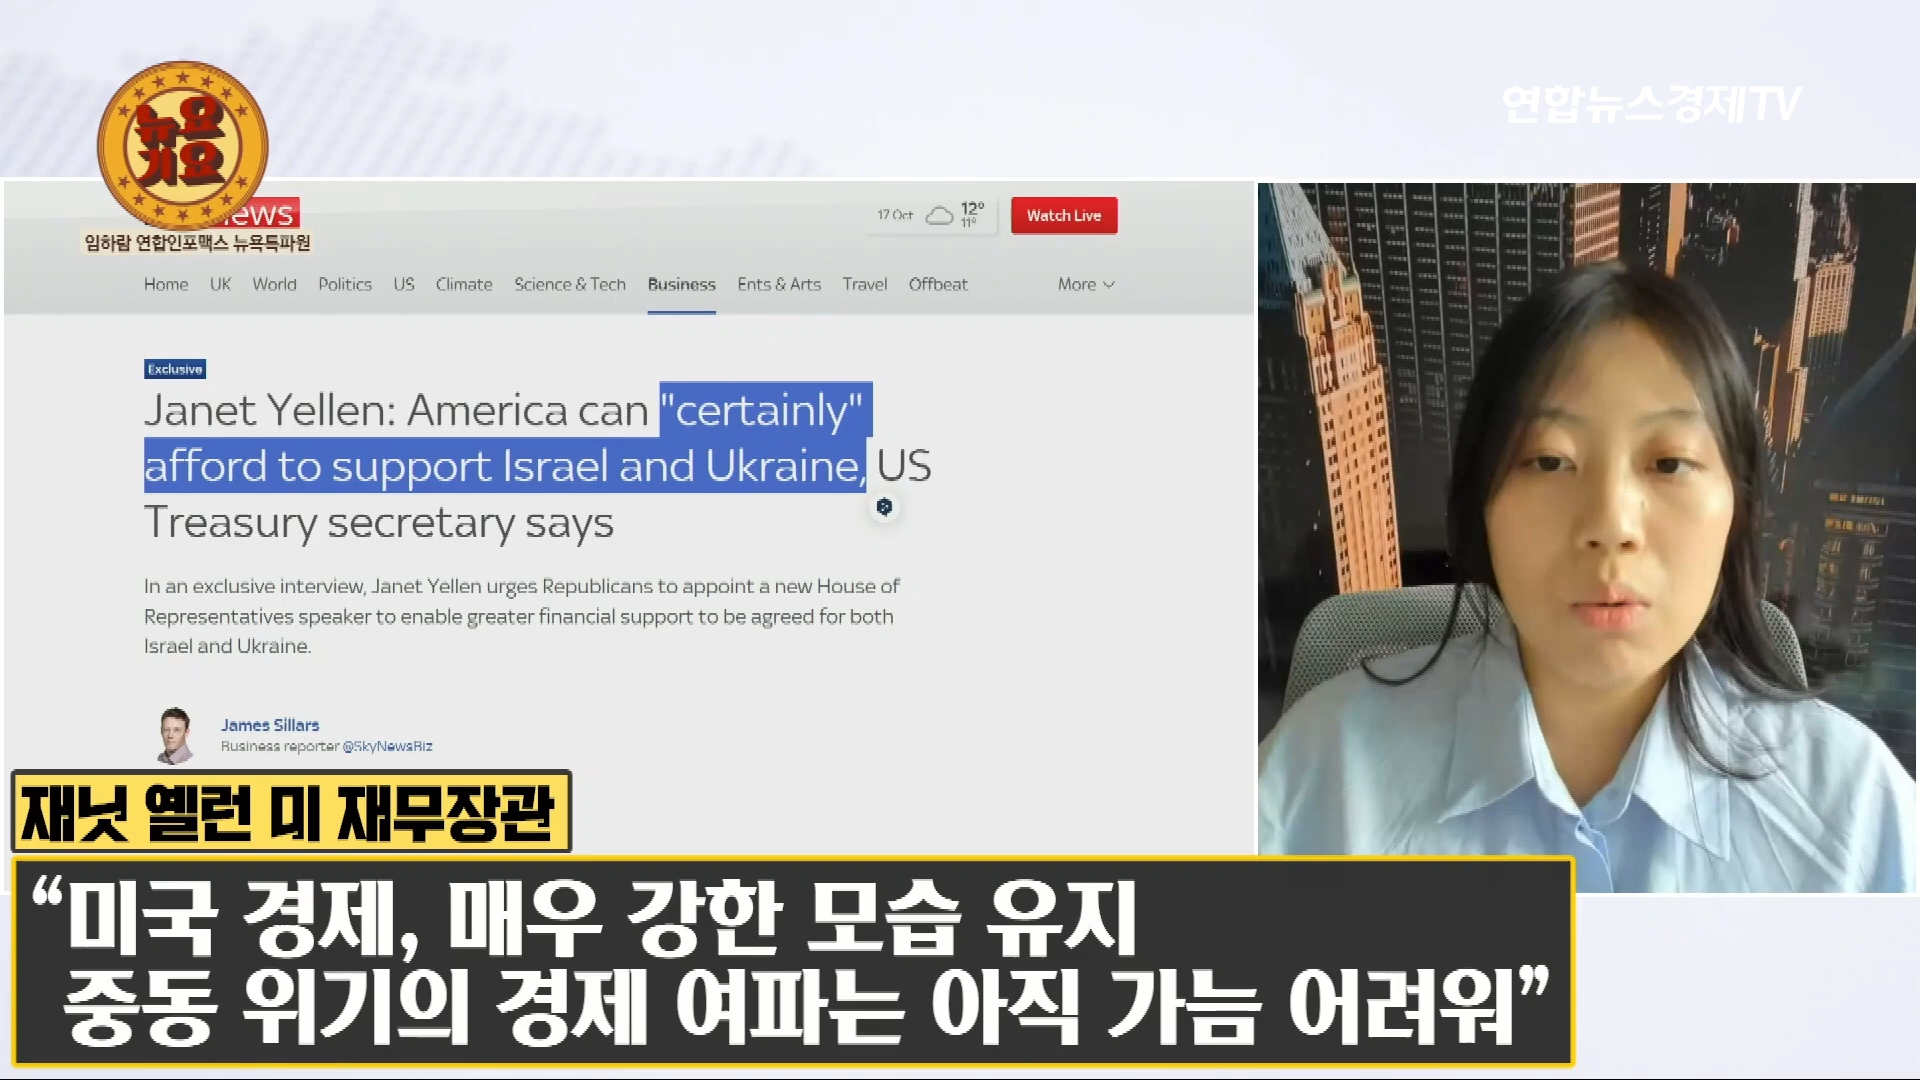 뉴요
기요
임하람 연합인포맥스 뉴욕특파원
연합뉴스경제TV
news
17 Oct 12° 11° Watch Live
Home UK World Politics US Climate Science & Tech Business Ents & Arts Travel Offbeat More
Exclusive
Janet Yellen: America can "certainly"
afford to support Israel and Ukraine, US
Treasury secretary says
In an exclusive interview, Janet Yellen urges Republicans to appoint a new House of
Representatives speaker to enable greater financial support to be agreed for both
Israel and Ukraine.
James Sillars
Business reporter @SkyNewsBiz
재닛 옐런 미 재무장관
“미국 경제, 매우 강한 모습 유지
중동 위기의 경제 여파는 아직 가늠 어려워”